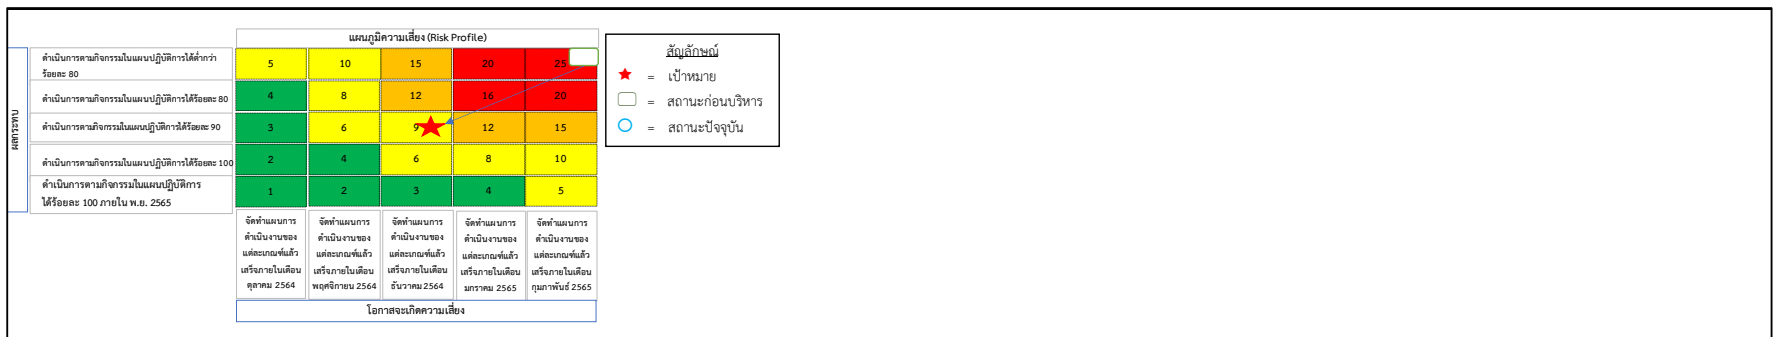 แผนภูมิความเสี่ยง (Risk Profile)
ผลกระทบ
ดำเนินการตามกิจกรรมในแผนปฏิบัติการได้ต่ำกว่า
ร้อยละ 80
5 10 15 20 25
ดำเนินการตามกิจกรรมในแผนปฏิบัติการได้ร้อยละ 80
4 8 12 16 20
ดำเนินการตามกิจกรรมในแผนปฏิบัติการได้ร้อยละ 90
3 6 9 12 15
ดำเนินการตามกิจกรรมในแผนปฏิบัติการได้ร้อยละ 100
2 4 6 8 10
ดำเนินการตามกิจกรรมในแผนปฏิบัติการ
ได้ร้อยละ 100 ภายใน พ.ย. 2565
1 2 3 4 5
จัดทำแผนการ
ดำเนินงานของ
แต่ละเกณฑ์แล้ว
เสร็จภายในเดือน
ตุลาคม 2564
จัดทำแผนการ
ดำเนินงานของ
แต่ละเกณฑ์แล้ว
เสร็จภายในเดือน
พฤศจิกายน 2564
จัดทำแผนการ
ดำเนินงานของ
แต่ละเกณฑ์แล้ว
เสร็จภายในเดือน
ธันวาคม 2564
จัดทำแผนการ
ดำเนินงานของ
แต่ละเกณฑ์แล้ว
เสร็จภายในเดือน
มกราคม 2565
จัดทำแผนการ
ดำเนินงานของ
แต่ละเกณฑ์แล้ว
เสร็จภายในเดือน
กุมภาพันธ์ 2565
โอกาสจะเกิดความเสี่ยง
สัญลักษณ์
= เป้าหมาย
= สถานะก่อนบริหาร
= สถานะปัจจุบัน